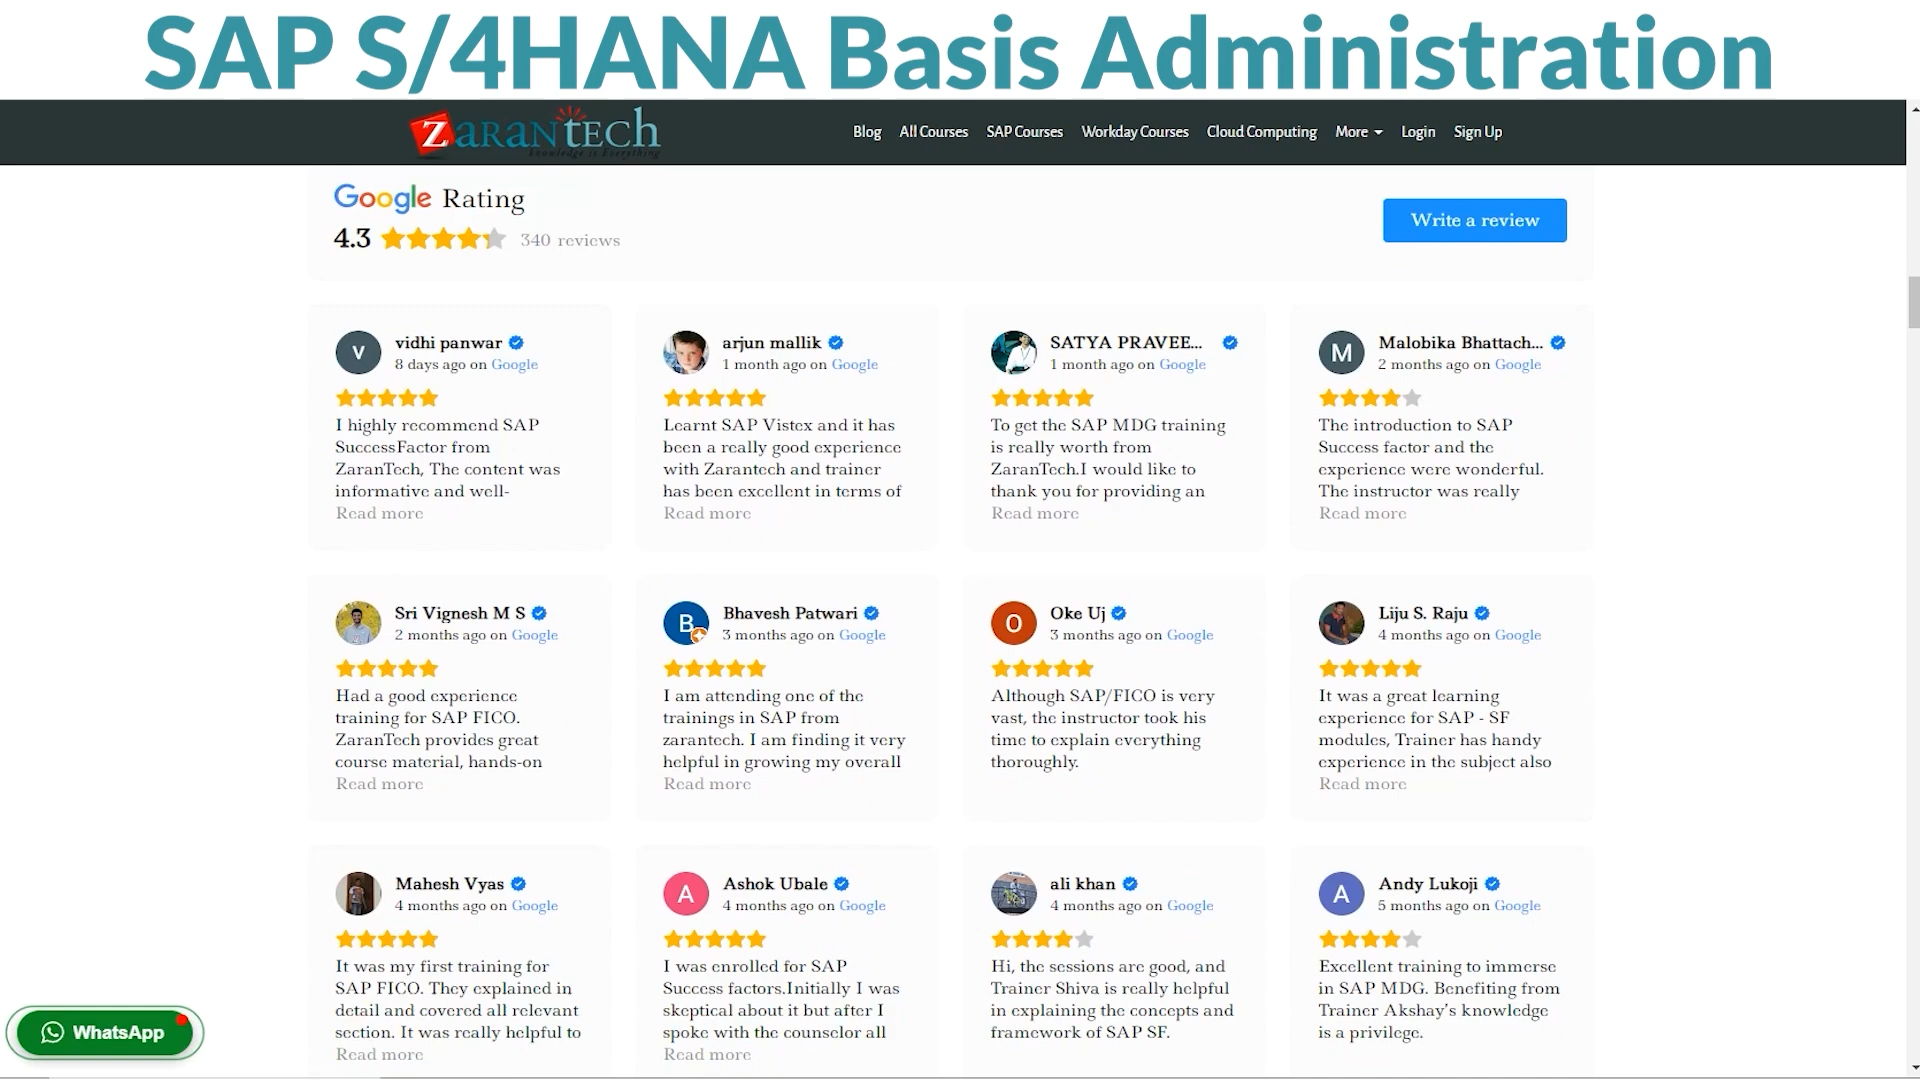 SAP S/4HANA Basis Administration
ZARANTECH
knowledge is Everything
Blog All Courses SAP Courses Workday Courses Cloud Computing More Login Sign Up
Google Rating
4.3 340 reviews
Write a review
V
vidhi panwar
8 days ago on Google
I highly recommend SAP
SuccessFactor from
ZaranTech, The content was
informative and well-
Read more
arjun mallik
1 month ago on Google
Learnt SAP Vistex and it has
been a really good experience
with Zarantech and trainer
has been excellent in terms of
Read more
SATYA PRAVEE...
1 month ago on Google
To get the SAP MDG training
is really worth from
ZaranTech.I would like to
thank you for providing an
Read more
M
Malobika Bhattach...
2 months ago on Google
The introduction to SAP
Success factor and the
experience were wonderful.
The instructor was really
Read more
Sri Vignesh M S
2 months ago on Google
Had a good experience
training for SAP FICO.
ZaranTech provides great
course material, hands-on
Read more
B
Bhavesh Patwari
3 months ago on Google
I am attending one of the
trainings in SAP from
zarantech. I am finding it very
helpful in growing my overall
Read more
O
Oke Uj
3 months ago on Google
Although SAP/FICO is very
vast, the instructor took his
time to explain everything
thoroughly.
Liju S. Raju
4 months ago on Google
It was a great learning
experience for SAP - SF
modules, Trainer has handy
experience in the subject also
Read more
Mahesh Vyas
4 months ago on Google
It was my first training for
SAP FICO. They explained in
detail and covered all relevant
section. It was really helpful to
Read more
A
Ashok Ubale
4 months ago on Google
I was enrolled for SAP
Success factors.Initially I was
skeptical about it but after I
spoke with the counselor all
Read more
ali khan
4 months ago on Google
Hi, the sessions are good, and
Trainer Shiva is really helpful
in explaining the concepts and
framework of SAP SF.
A
Andy Lukoji
5 months ago on Google
Excellent training to immerse
in SAP MDG. Benefiting from
Trainer Akshay's knowledge
is a privilege.
WhatsApp